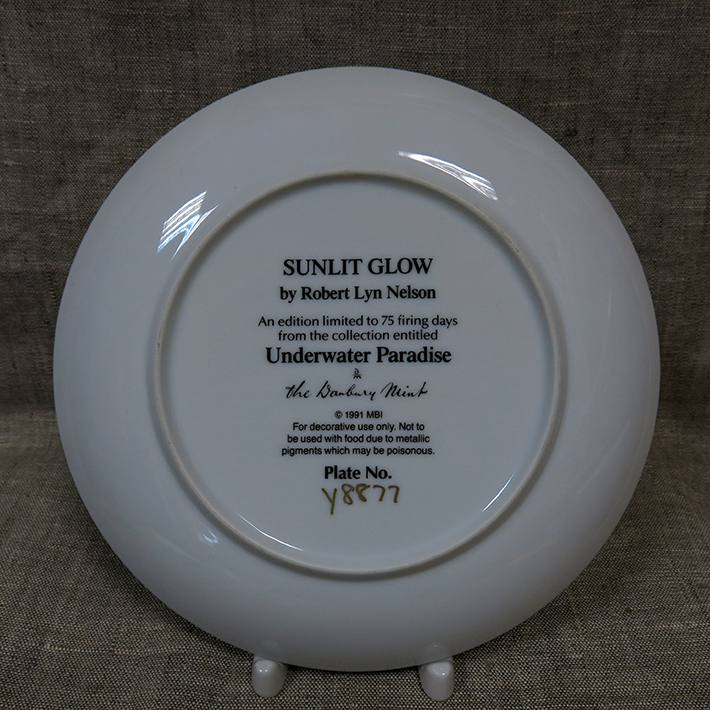 SUNLIT GLOW
by Robert Lyn Nelson
An edition limited to 75 firing days
from the collection entitled
Underwater Paradise
the Danbury Mint
© 1991 MBI
For decorative use only. Not to
be used with food due to metallic
pigments which may be poisonous.
Plate No.
Y8877